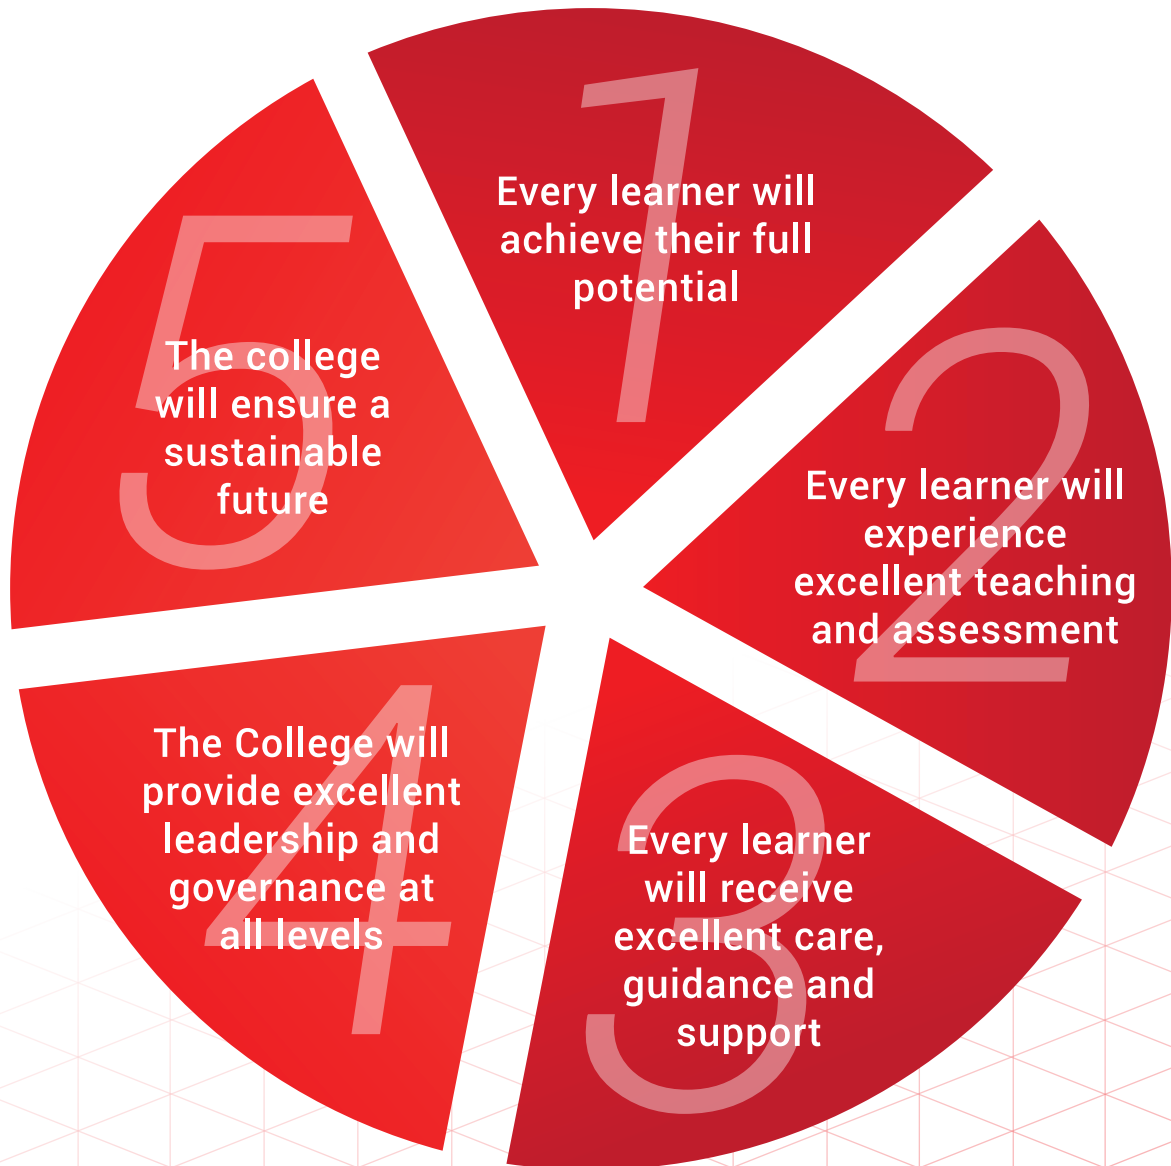 1
Every learner will
achieve their full
potential
2
Every learner will
experience
excellent teaching
and assessment
3
Every learner
will receive
excellent care,
guidance and
support
4
The College will
provide excellent
leadership and
governance at
all levels
5
The college
will ensure a
sustainable
future